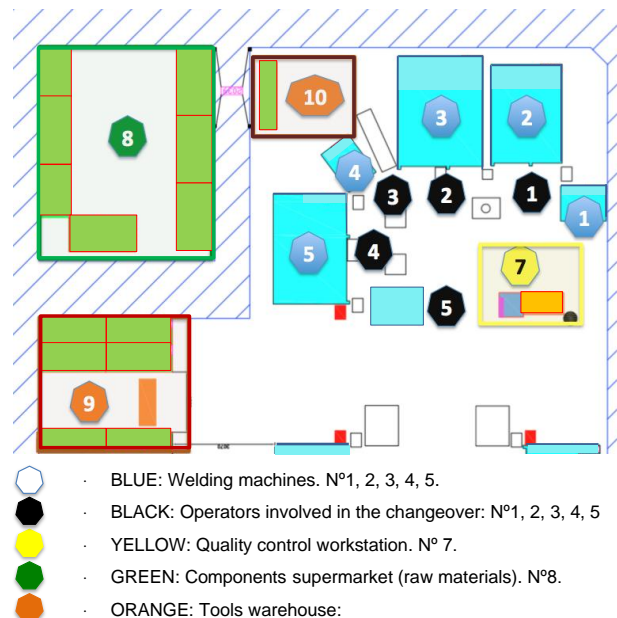 10
8
3
2
4
3
2
1
1
5
4
7
5
9
· BLUE: Welding machines. Nº1, 2, 3, 4, 5.
· BLACK: Operators involved in the changeover: Nº1, 2, 3, 4, 5
· YELLOW: Quality control workstation. Nº 7.
· GREEN: Components supermarket (raw materials). Nº8.
· ORANGE: Tools warehouse: